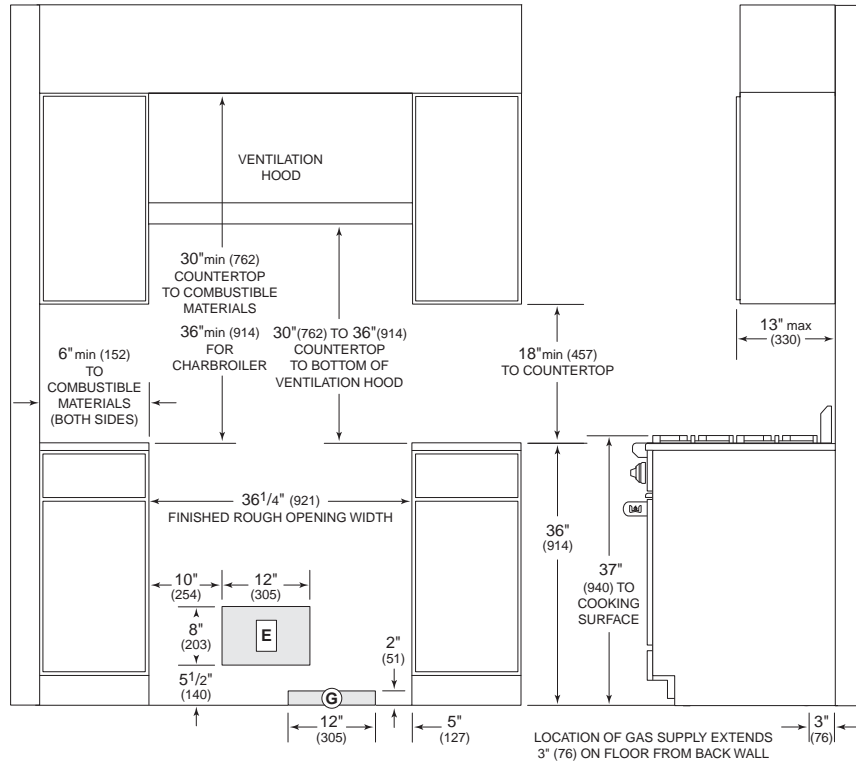 VENTILATION
HOOD
30" min (762)
COUNTERTOP
TO COMBUSTIBLE
MATERIALS
36" min (914)
FOR
CHARBROILER
30" (762) TO 36" (914)
COUNTERTOP
TO BOTTOM OF
VENTILATION HOOD
6" min (152)
TO
COMBUSTIBLE
MATERIALS
(BOTH SIDES)
18" min (457)
TO COUNTERTOP
13" max
(330)
36 1/4" (921)
FINISHED ROUGH OPENING WIDTH
36"
(914)
37"
(940) TO
COOKING
SURFACE
10"
(254)
12"
(305)
8"
(203)
E
5 1/2"
(140)
2"
(51)
G
12"
(305)
5"
(127)
LOCATION OF GAS SUPPLY EXTENDS
3" (76) ON FLOOR FROM BACK WALL
3"
(76)